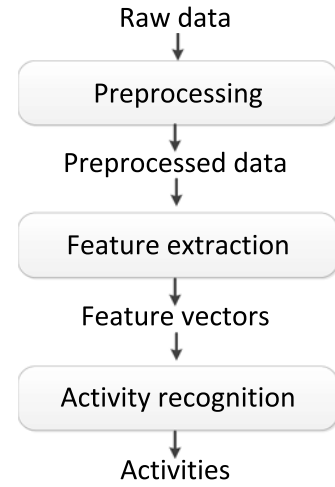 Raw data
Preprocessing
Preprocessed data
Feature extraction
Feature vectors
Activity recognition
Activities